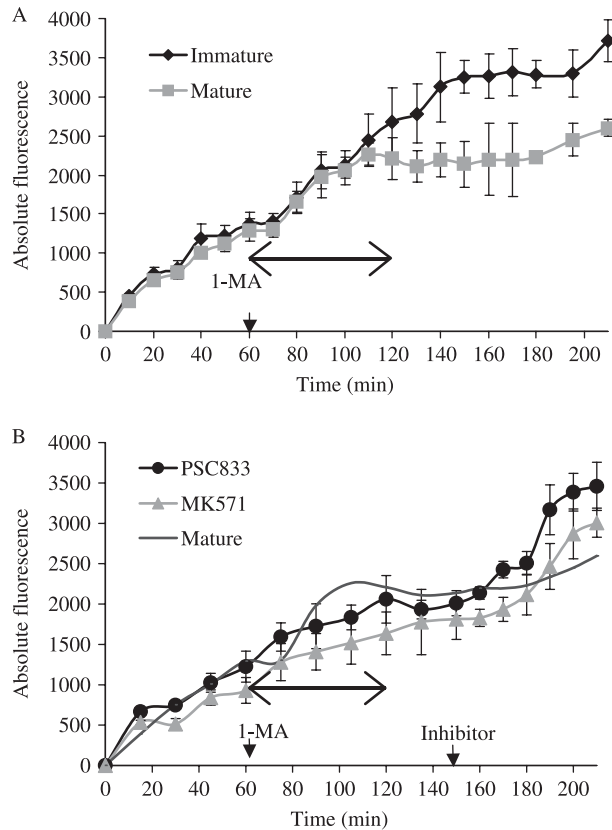 A
Absolute fluorescence
4000
3500
3000
2500
2000
1500
1000
500
0
Immature
Mature
1-MA
0 20 40 60 80 100 120 140 160 180 200
Time (min)
B
Absolute fluorescence
4000
3500
3000
2500
2000
1500
1000
500
0
PSC833
MK571
Mature
1-MA
Inhibitor
0 20 40 60 80 100 120 140 160 180 200
Time (min)